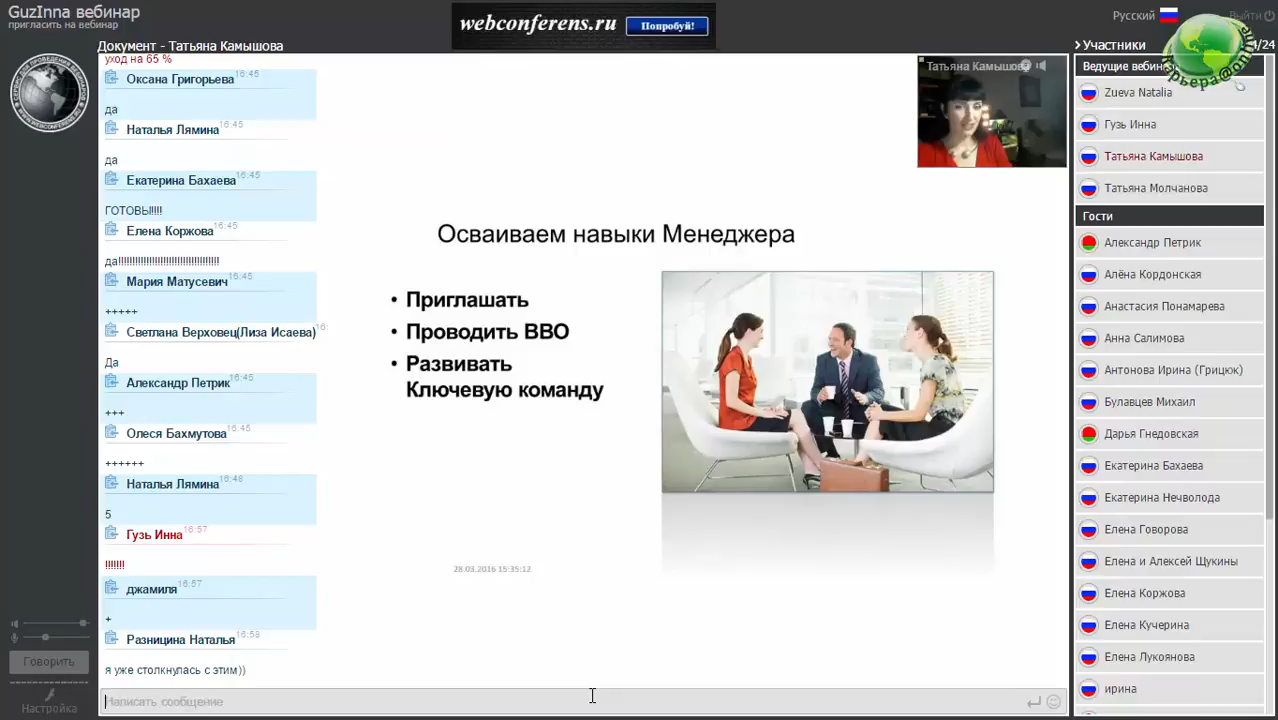 GuzInna вебинар
пригласить на вебинар
webconferens.ru
Попробуй!
Русский
Выйти
Документ - Татьяна Камышова
уход на 65 %
Оксана Григорьева 16:45
да
Наталья Лямина 16:45
да
Екатерина Бахаева 16:45
ГОТОВЫ!!!!
Елена Коржова 16:45
Мария Матусевич 16:45
+++++
Светлана Верховец(Лиза Исаева) 16:
Да
Александр Петрик 16:45
+++
Олеся Бахмутова 16:45
++++++
Наталья Лямина 16:48
5
Гузь Инна 16:57
!!!!!!!
джамиля 16:57
+
Разницина Наталья 16:58
я уже столкнулась с этим))
Написать сообщение
Говорить
Настройка
Татьяна Камышова
Осваиваем навыки Менеджера
• Приглашать
• Проводить ВВО
• Развивать
Ключевую команду
28.03.2016 15:35:12
Участники
/24
Ведущие
Zueva Natalia
Гузь Инна
Татьяна Камышова
Татьяна Молчанова
Гости
Александр Петрик
Алёна Кордонская
Анастасия Понамарева
Анна Салимова
Антонова Ирина (Грицюк)
Булавцев Михаил
Дарья Гнедовская
Екатерина Бахаева
Екатерина Нечволода
Елена Говорова
Елена и Алексей Щукины
Елена Коржова
Елена Кучерина
Елена Лукоянова
ирина